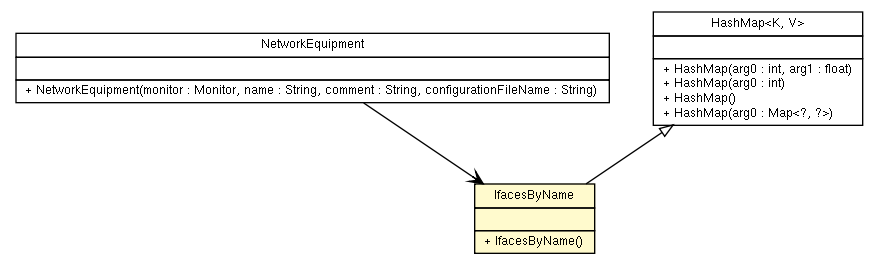 NetworkEquipment
+ NetworkEquipment(monitor : Monitor, name : String, comment : String, configurationFileName : String)
HashMap<K, V>
+ HashMap(arg0 : int, arg1 : float)
+ HashMap(arg0 : int)
+ HashMap()
+ HashMap(arg0 : Map<?, ?>)
IfacesByName
+ IfacesByName()